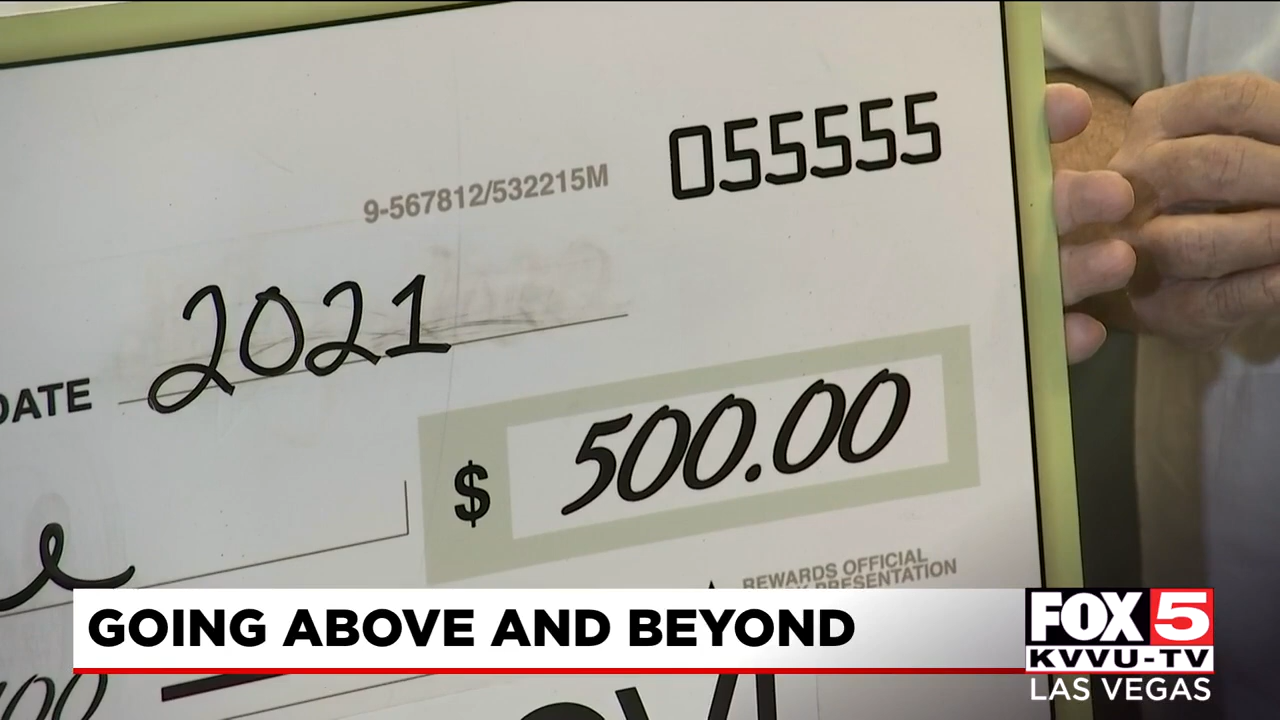 055555
9-567812/532215M
DATE 2021
$ 500.00
REWARDS OFFICIAL
PRESENTATION
GOING ABOVE AND BEYOND
FOX 5
KVVU-TV
LAS VEGAS